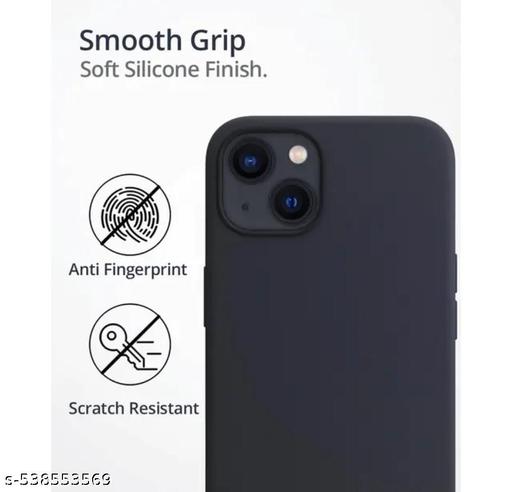 Smooth Grip
Soft Silicone Finish.
Anti Fingerprint
Scratch Resistant
s-538553569